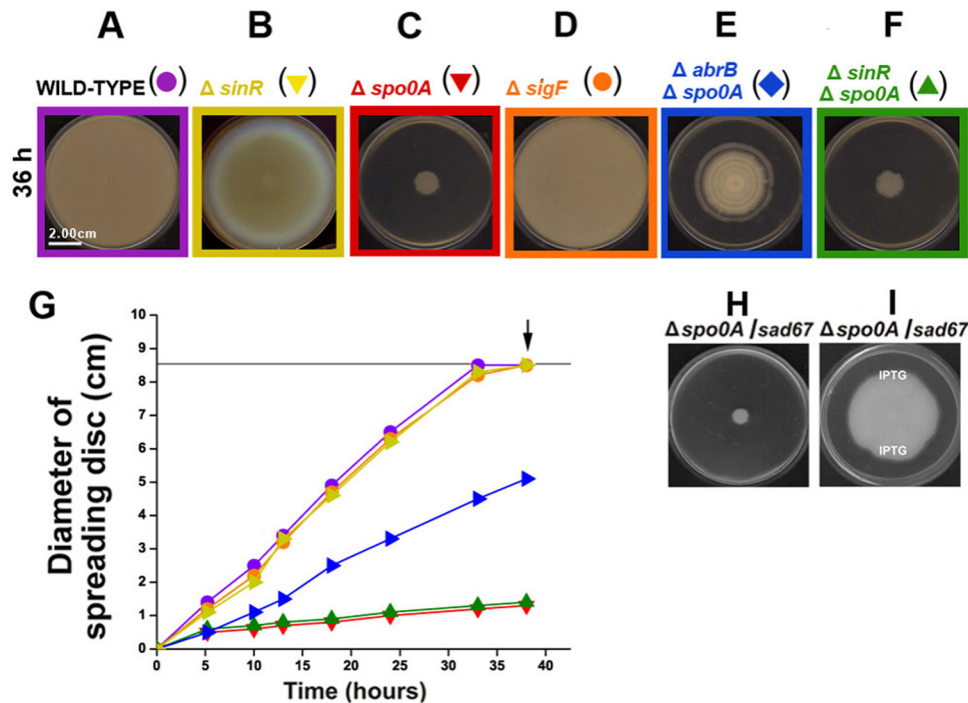 A B C D E F
WILD-TYPE ( ) Δ sinR ( ) Δ spo0A ( ) Δ sigF ( ) Δ abrB Δ spo0A ( ) Δ sinR Δ spo0A ( )
36 h
2.00cm
G
Diameter of
spreading disc (cm)
10
9
8
7
6
5
4
3
2
1
0
0 5 10 15 20 25 30 35 40
Time (hours)
H I
Δ spo0A /sad67 Δ spo0A /sad67
IPTG
IPTG